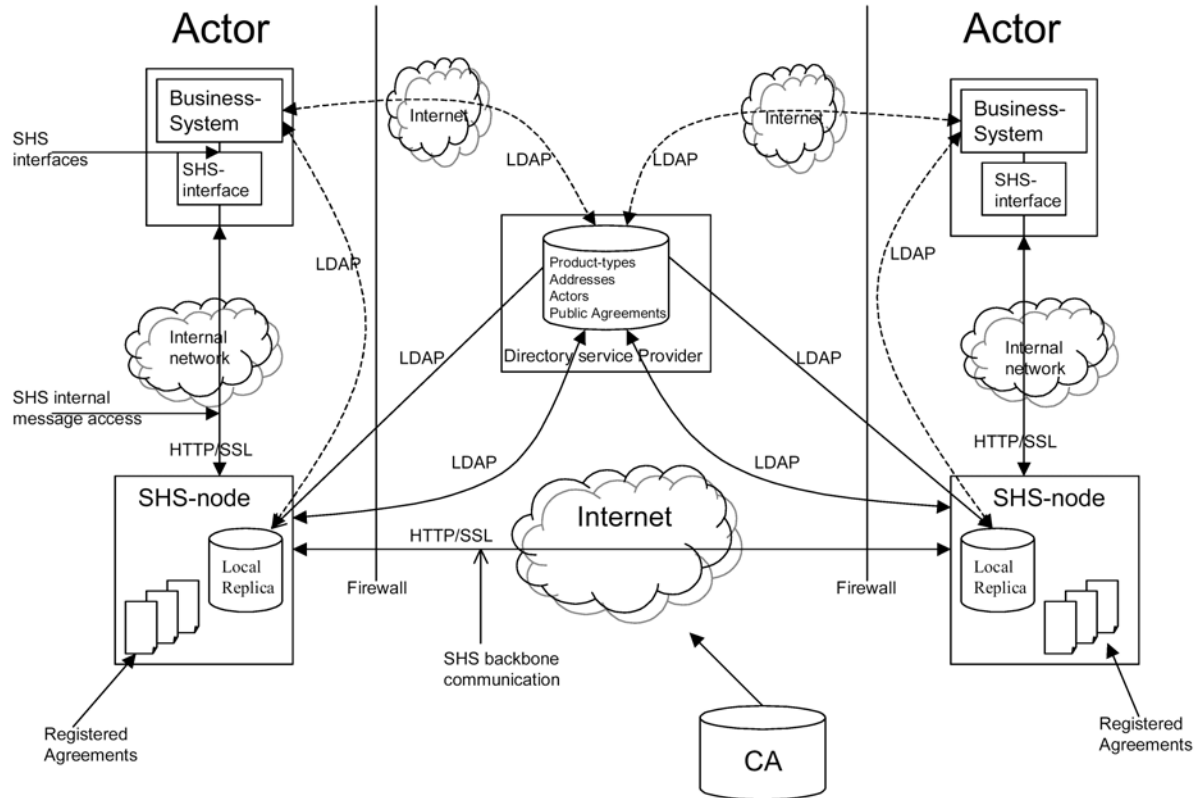 Actor
Actor
Business-
System
SHS
interfaces
SHS-
interface
Internet
LDAP
Internet
LDAP
Business-
System
SHS-
interface
LDAP
Product-types
Addresses
Actors
Public Agreements
Directory service Provider
LDAP
Internal
network
LDAP
LDAP
Internal
network
SHS internal
message access
HTTP/SSL
LDAP
LDAP
HTTP/SSL
SHS-node
Local
Replica
Internet
HTTP/SSL
SHS-node
Local
Replica
Firewall
Firewall
SHS backbone
communication
Registered
Agreements
CA
Registered
Agreements